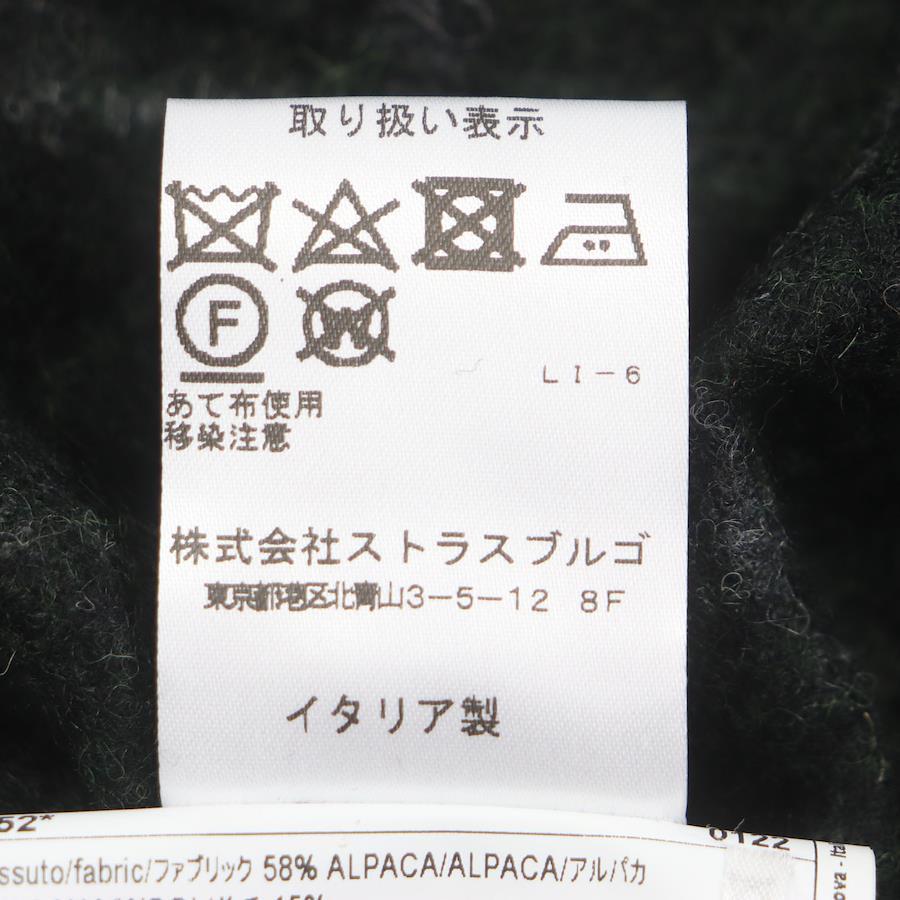 取り扱い表示
F W
LI-6
あて布使用
移染注意
株式会社ストラスブルゴ
東京都港区北青山3-5-12 8F
イタリア製
52*
0122
ssuto/fabric/ファブリック 58% ALPACA/ALPACA/アルパカ
15%